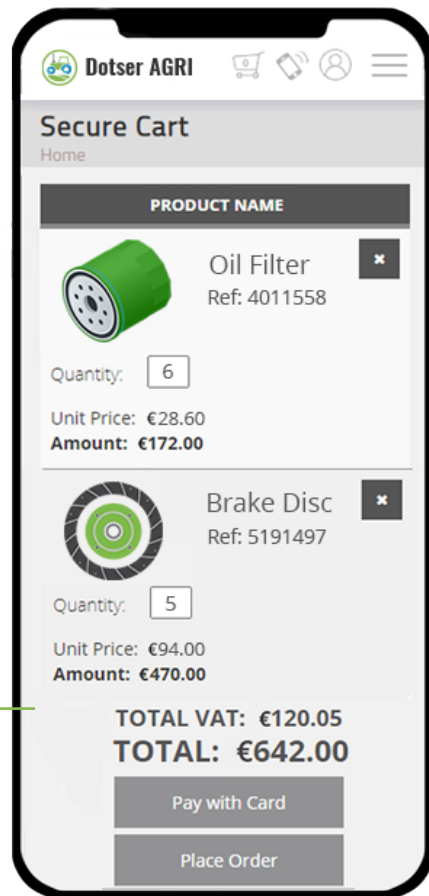 Dotser AGRI
0
Secure Cart
Home
PRODUCT NAME
Oil Filter
Ref: 4011558
Quantity: 6
Unit Price: €28.60
Amount: €172.00
Brake Disc
Ref: 5191497
Quantity: 5
Unit Price: €94.00
Amount: €470.00
TOTAL VAT: €120.05
TOTAL: €642.00
Pay with Card
Place Order